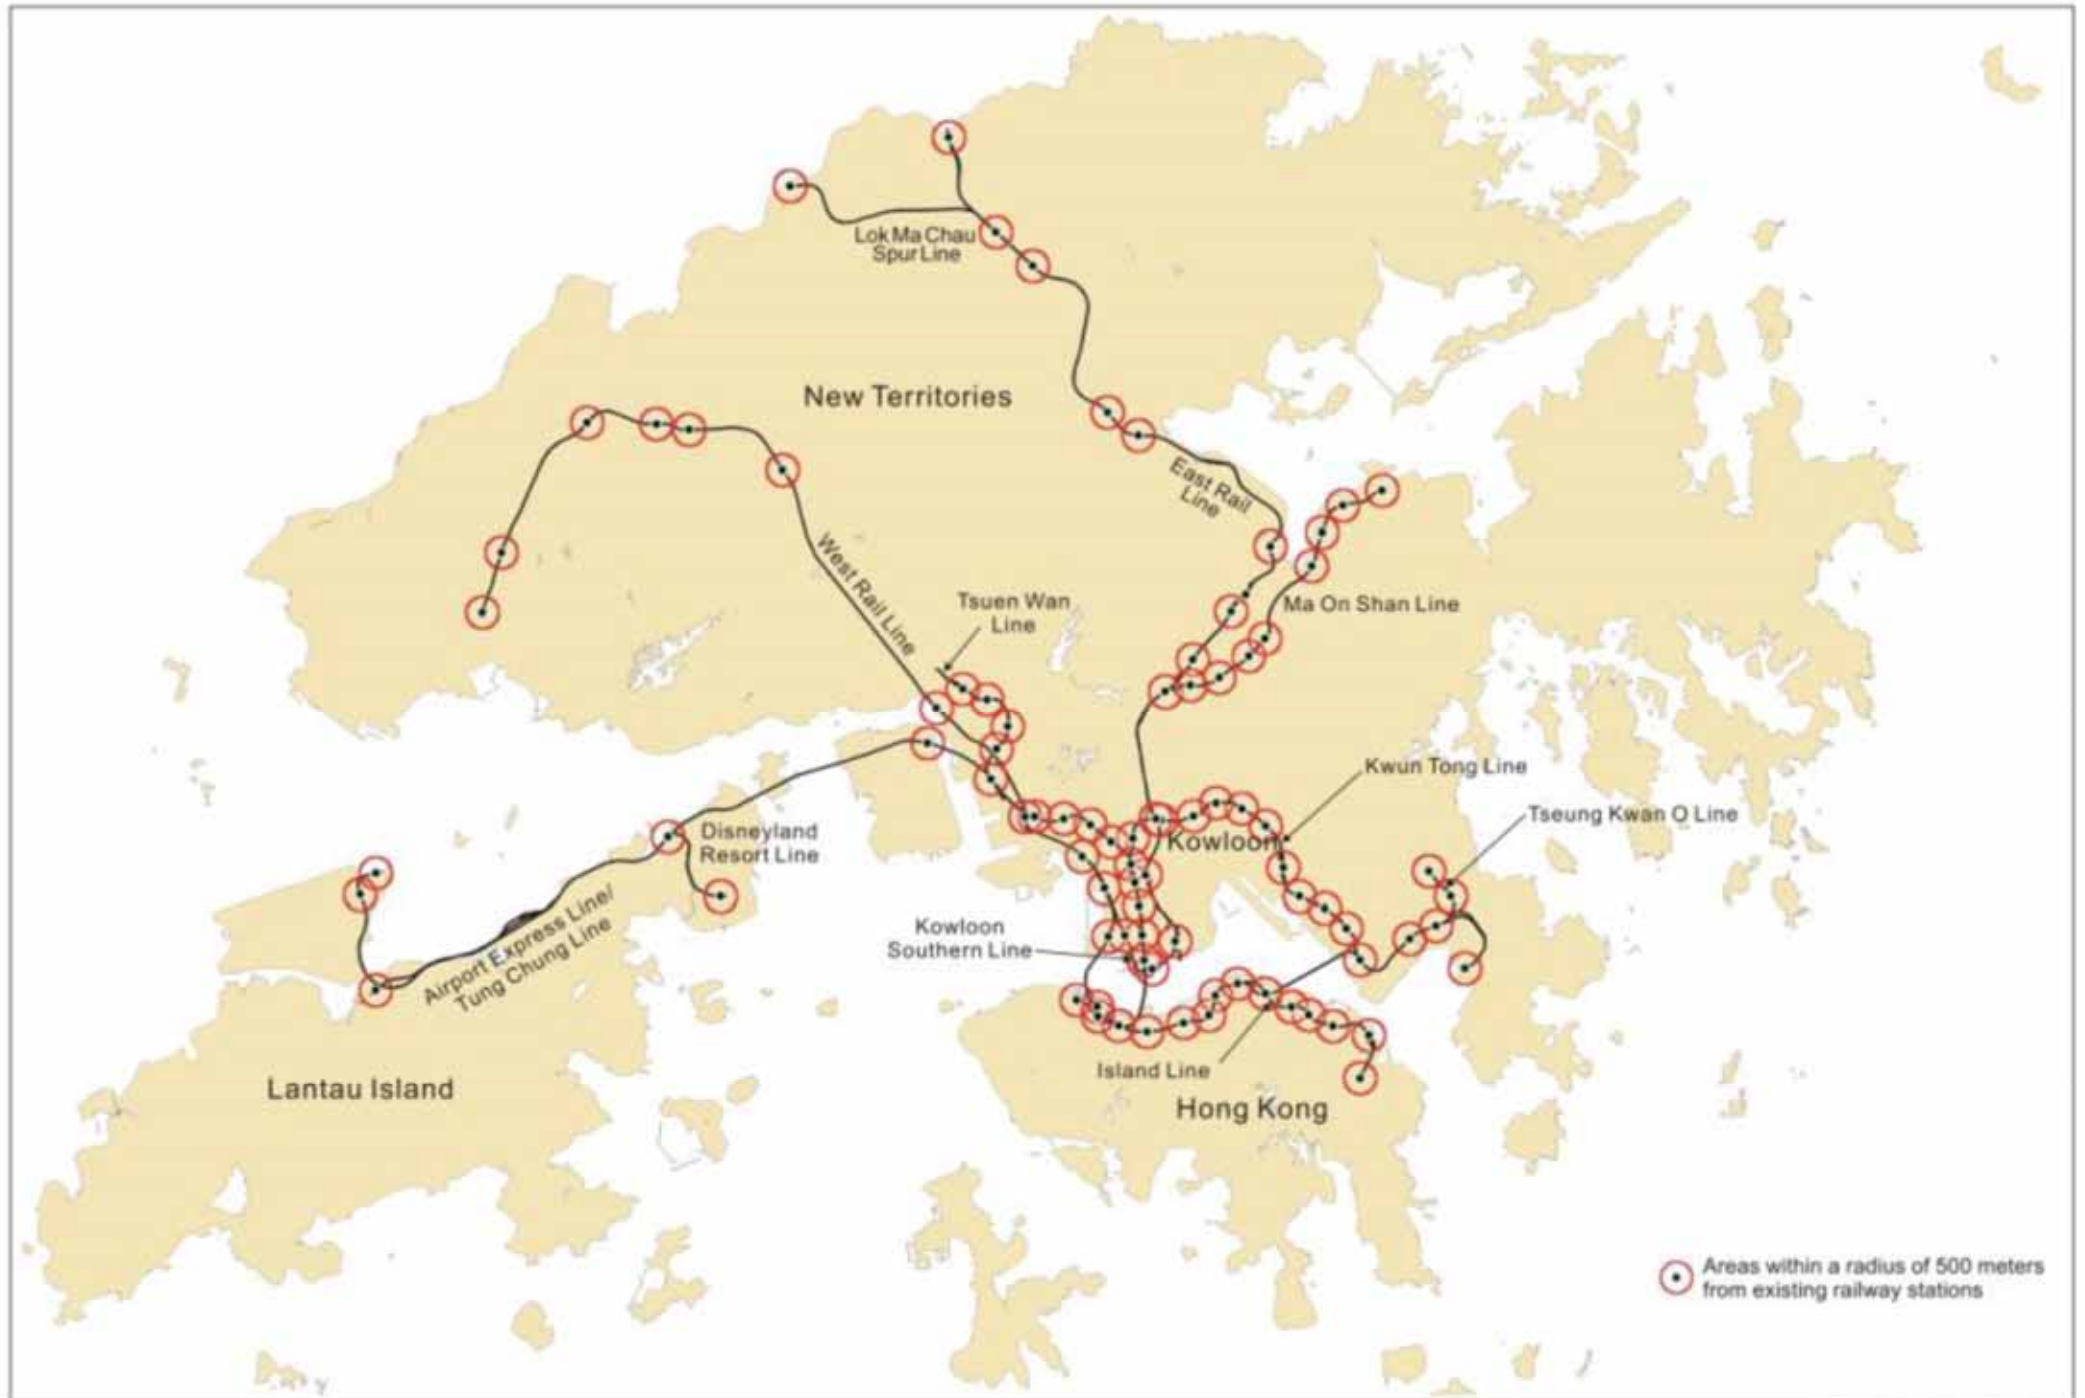 Lok Ma Chau
Spur Line
New Territories
East Rail
Line
West Rail Line
Tsuen Wan
Line
Ma On Shan Line
Kwun Tong Line
Tseung Kwan O Line
Disneyland
Resort Line
Kowloon
Airport Express Line/
Tung Chung Line
Kowloon
Southern Line
Island Line
Lantau Island
Hong Kong
Areas within a radius of 500 meters
from existing railway stations